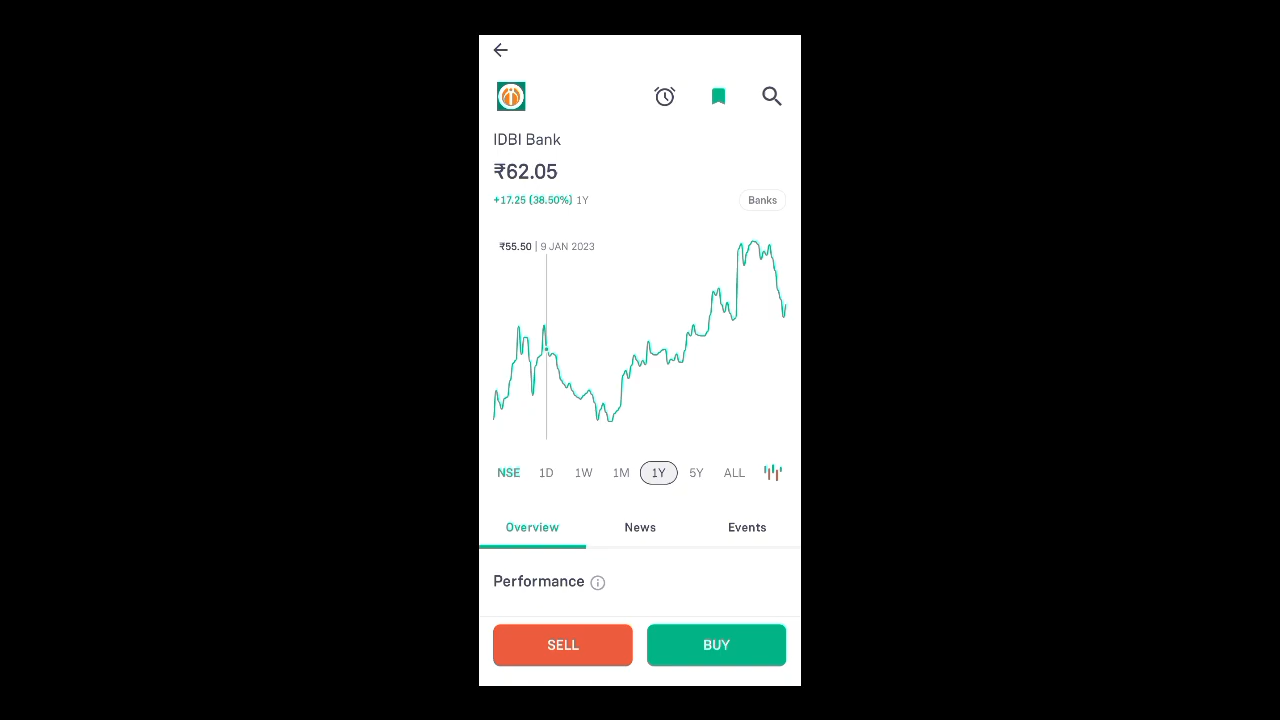 IDBI Bank
₹62.05
+17.25 (38.50%) 1Y
Banks
₹55.50 | 9 JAN 2023
NSE 1D 1W 1M 1Y 5Y ALL
Overview News Events
Performance
SELL BUY